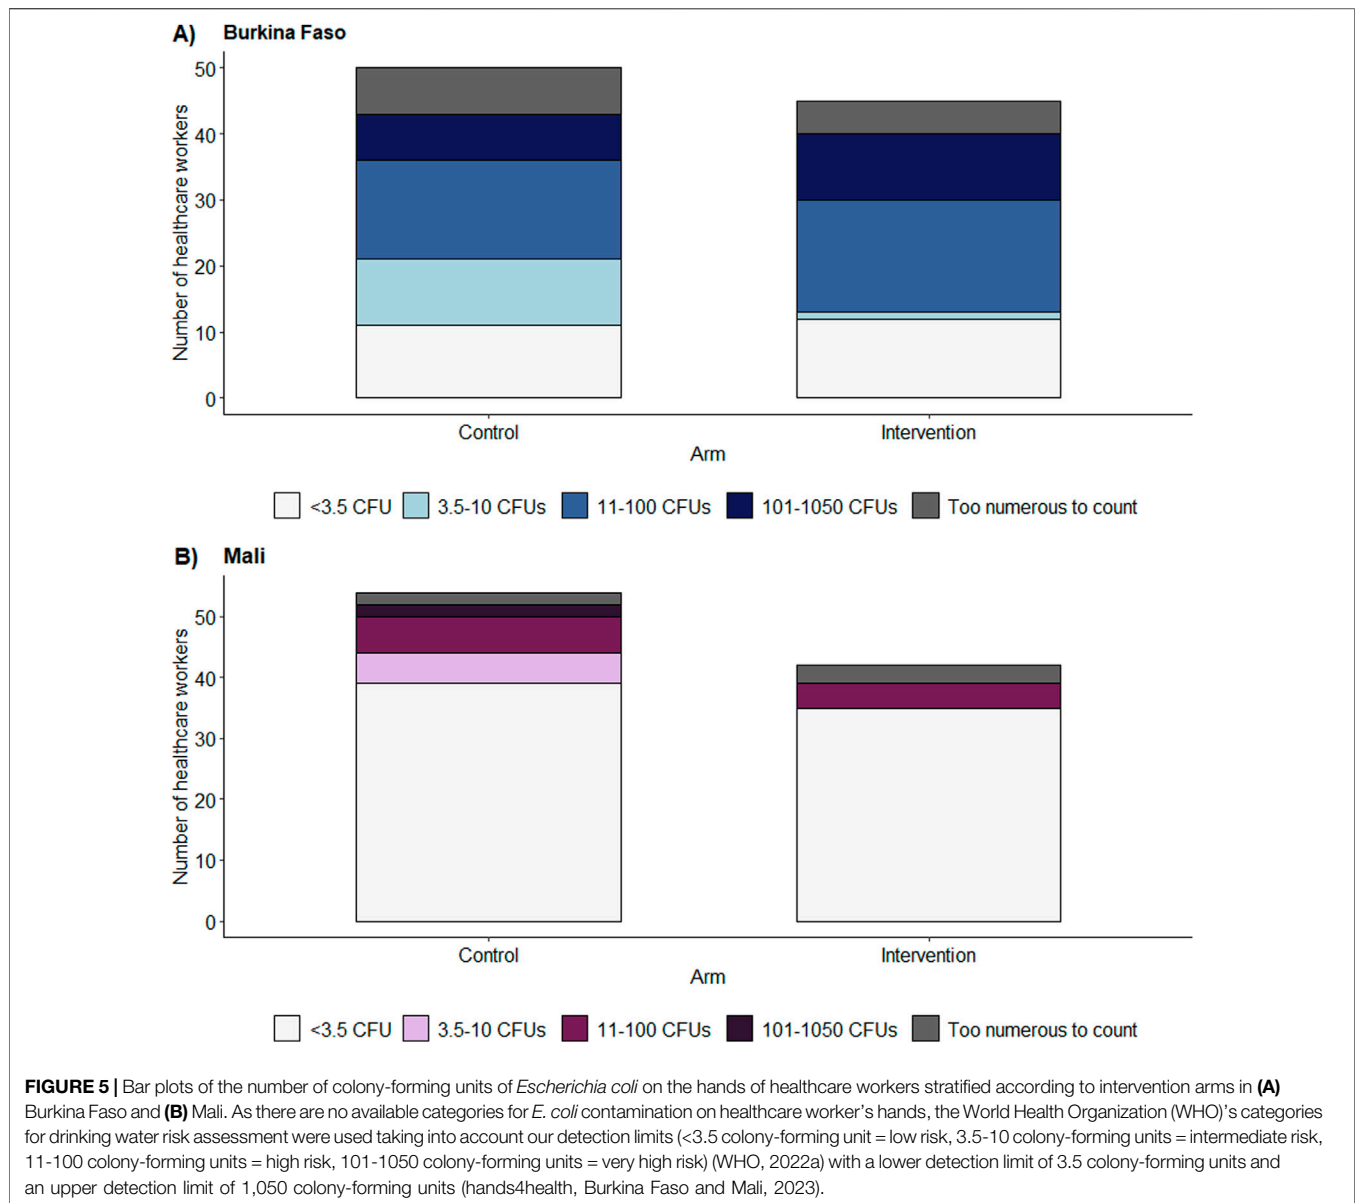 A) Burkina Faso
Number of healthcare workers
50
40
30
20
10
0
Control
Intervention
Arm
<3.5 CFU 3.5-10 CFUs 11-100 CFUs 101-1050 CFUs Too numerous to count
B) Mali
Number of healthcare workers
50
40
30
20
10
0
Control
Intervention
Arm
<3.5 CFU 3.5-10 CFUs 11-100 CFUs 101-1050 CFUs Too numerous to count
FIGURE 5 | Bar plots of the number of colony-forming units of Escherichia coli on the hands of healthcare workers stratified according to intervention arms in (A)
Burkina Faso and (B) Mali. As there are no available categories for E. coli contamination on healthcare worker's hands, the World Health Organization (WHO)'s categories
for drinking water risk assessment were used taking into account our detection limits (<3.5 colony-forming unit = low risk, 3.5-10 colony-forming units = intermediate risk,
11-100 colony-forming units = high risk, 101-1050 colony-forming units = very high risk) (WHO, 2022a) with a lower detection limit of 3.5 colony-forming units and
an upper detection limit of 1,050 colony-forming units (hands4health, Burkina Faso and Mali, 2023).